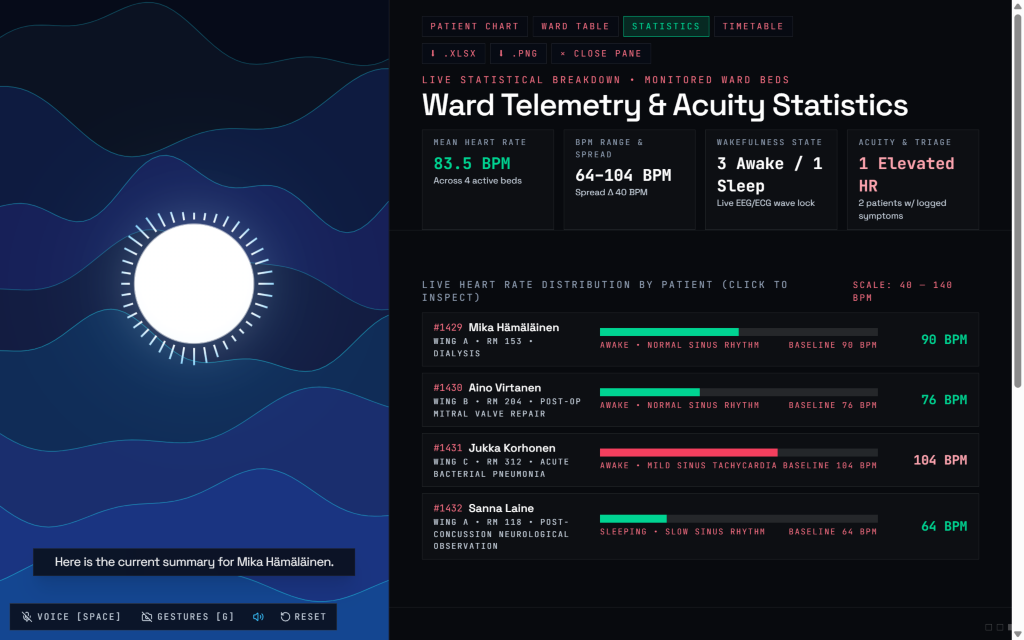 PATIENT CHART
WARD TABLE
STATISTICS
TIMETABLE
⬇ .XLSX
⬇ .PNG
× CLOSE PANE
LIVE STATISTICAL BREAKDOWN • MONITORED WARD BEDS
Ward Telemetry & Acuity Statistics
MEAN HEART RATE
83.5 BPM
Across 4 active beds
BPM RANGE &
SPREAD
64–104 BPM
Spread Δ 40 BPM
WAKEFULNESS STATE
3 Awake / 1
Sleep
Live EEG/ECG wave lock
ACUITY & TRIAGE
1 Elevated
HR
2 patients w/ logged
symptoms
LIVE HEART RATE DISTRIBUTION BY PATIENT (CLICK TO
INSPECT)
SCALE: 40 — 140
BPM
#1429 Mika Hämäläinen
WING A • RM 153 •
DIALYSIS
AWAKE • NORMAL SINUS RHYTHM
BASELINE 90 BPM
90 BPM
#1430 Aino Virtanen
WING B • RM 204 • POST-OP
MITRAL VALVE REPAIR
AWAKE • NORMAL SINUS RHYTHM
BASELINE 76 BPM
76 BPM
#1431 Jukka Korhonen
WING C • RM 312 • ACUTE
BACTERIAL PNEUMONIA
AWAKE • MILD SINUS TACHYCARDIA
BASELINE 104 BPM
104 BPM
#1432 Sanna Laine
WING A • RM 118 • POST-
CONCUSSION NEUROLOGICAL
OBSERVATION
SLEEPING • SLOW SINUS RHYTHM
BASELINE 64 BPM
64 BPM
Here is the current summary for Mika Hämäläinen.
VOICE [SPACE]
GESTURES [G]
RESET